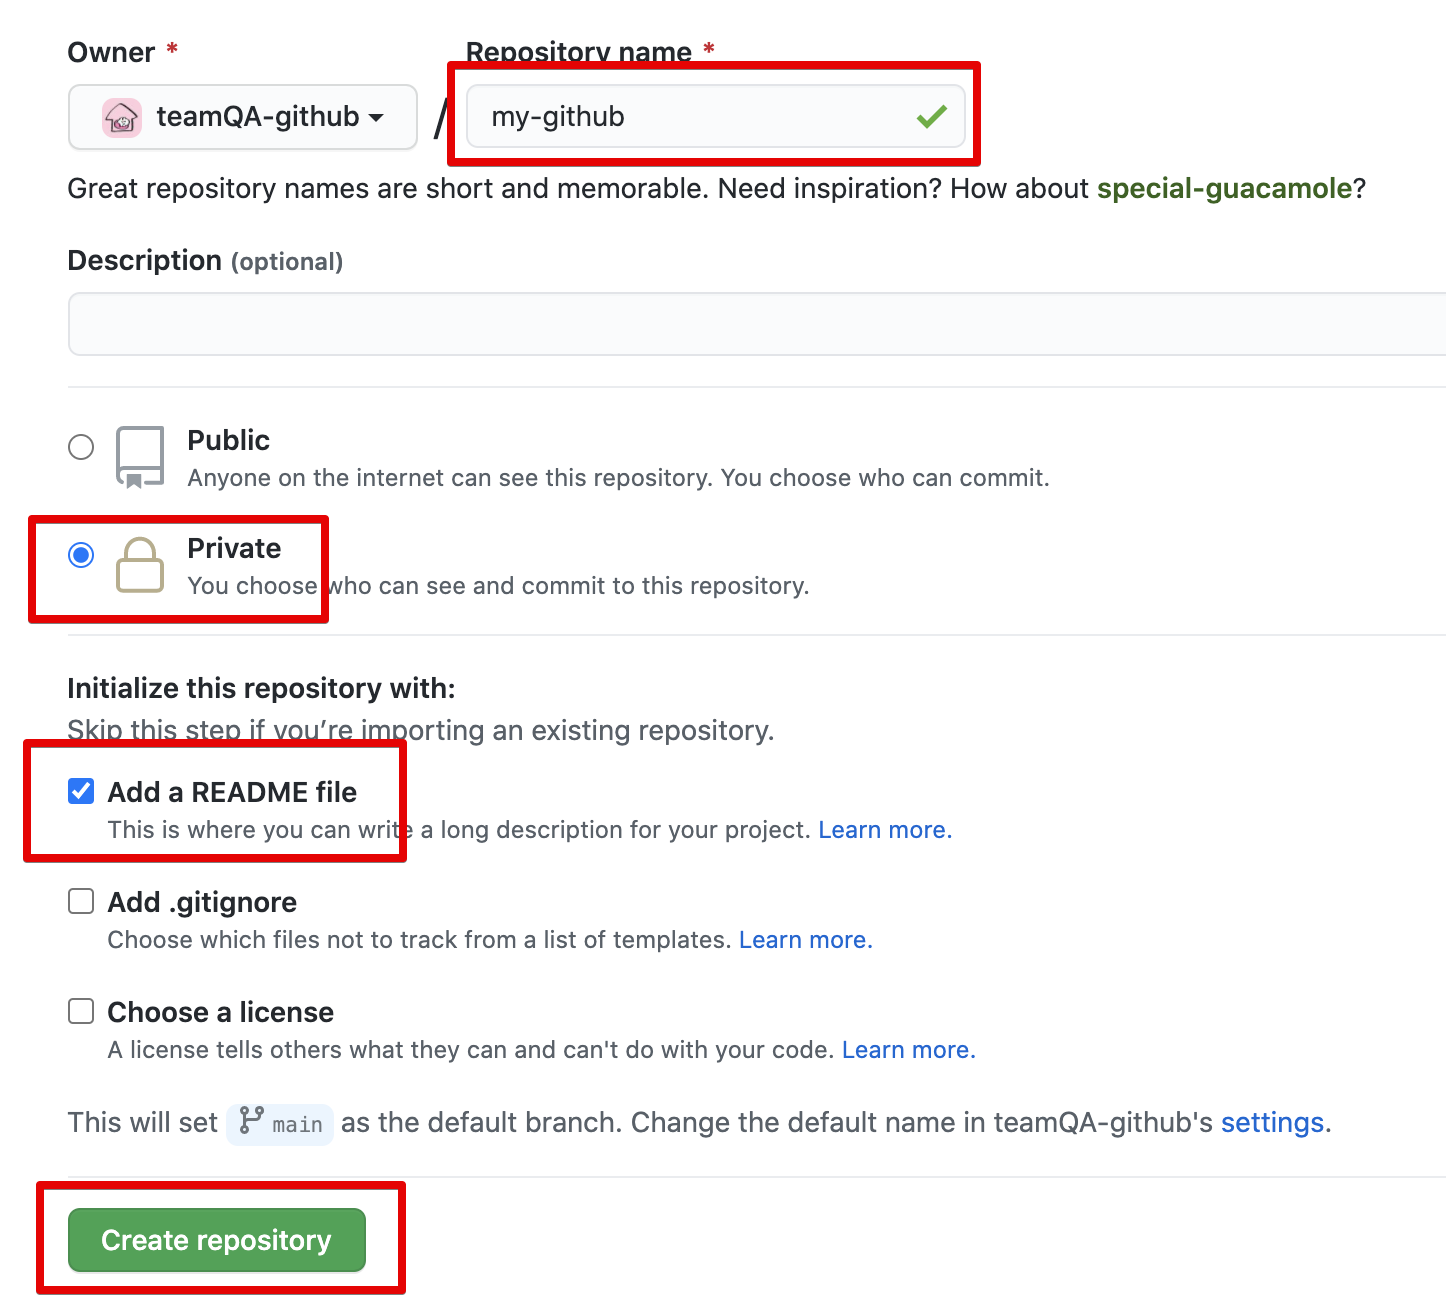 Owner *
Repository name *
teamQA-github
/
my-github
Great repository names are short and memorable. Need inspiration? How about special-guacamole?
Description (optional)
Public
Anyone on the internet can see this repository. You choose who can commit.
Private
You choose who can see and commit to this repository.
Initialize this repository with:
Skip this step if you’re importing an existing repository.
Add a README file
This is where you can write a long description for your project. Learn more.
Add .gitignore
Choose which files not to track from a list of templates. Learn more.
Choose a license
A license tells others what they can and can't do with your code. Learn more.
This will set main as the default branch. Change the default name in teamQA-github's settings.
Create repository